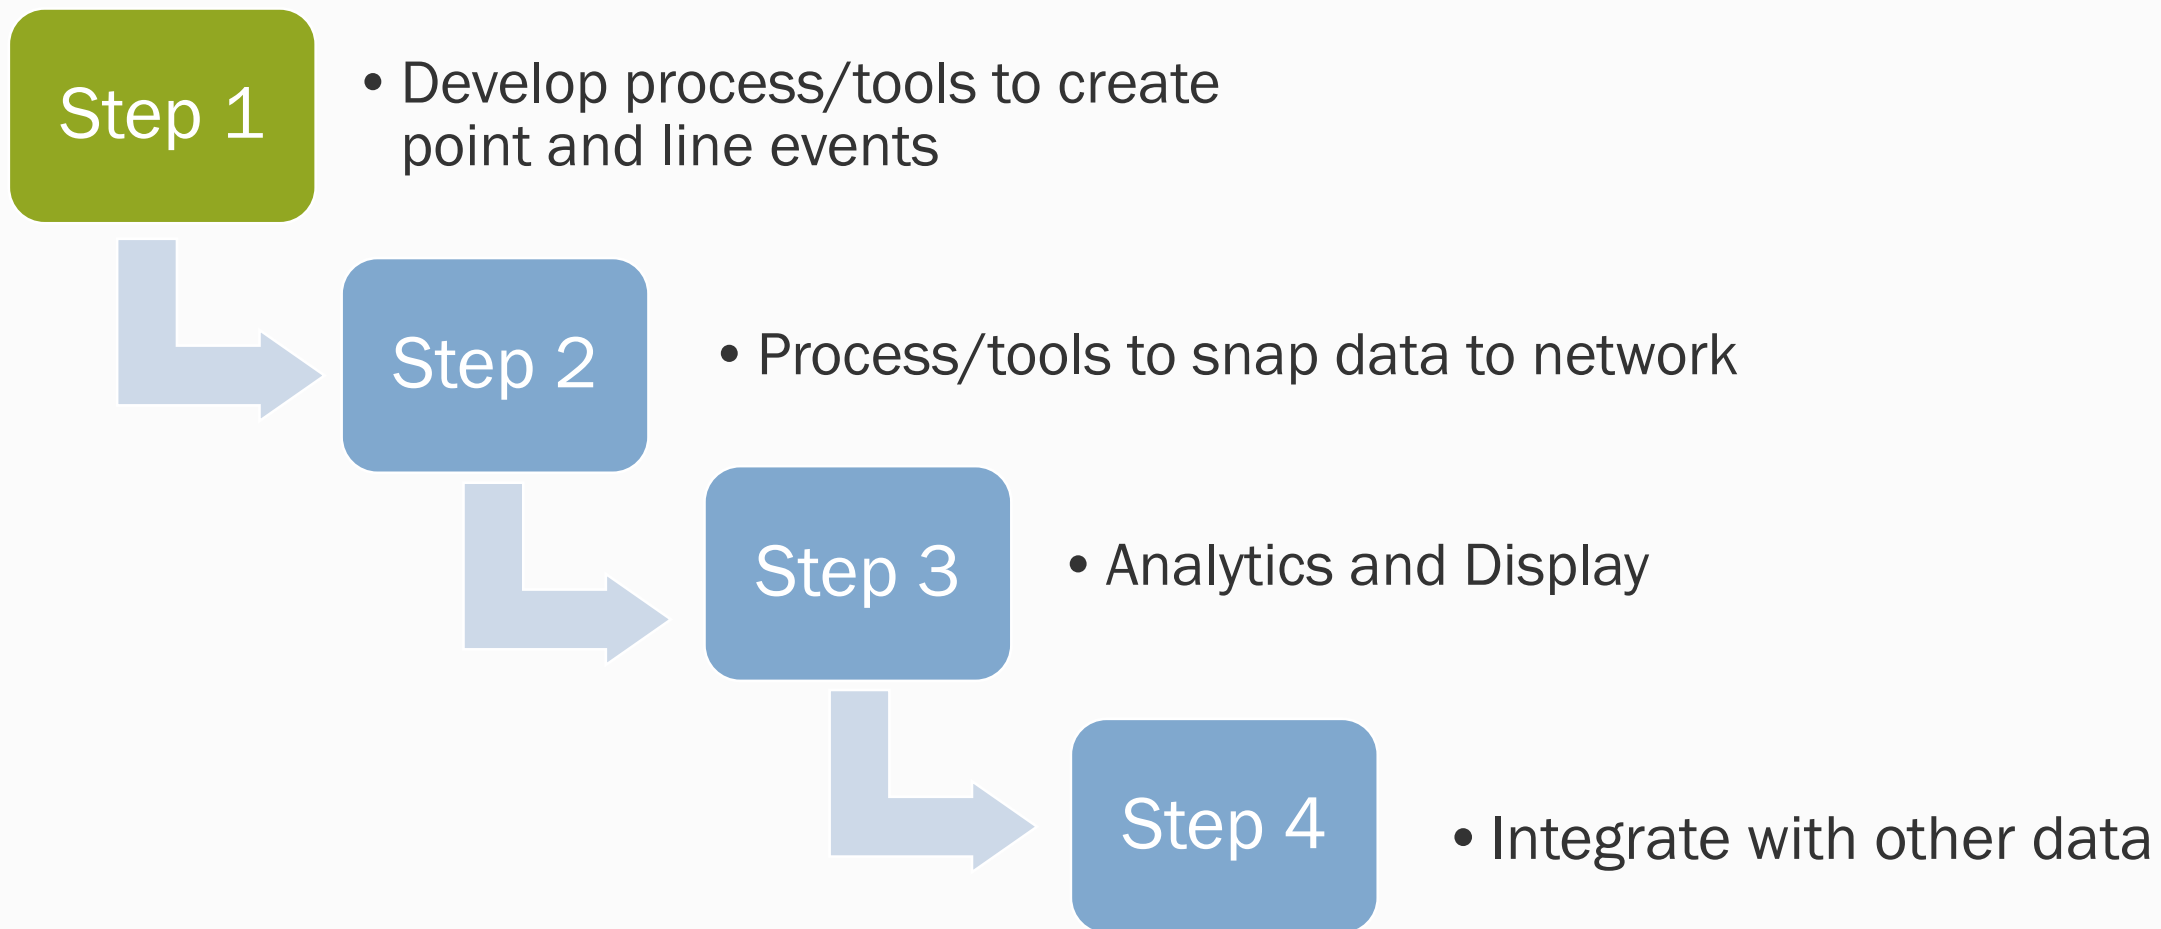 Step 1
• Develop process/tools to create
point and line events
Step 2
• Process/tools to snap data to network
Step 3
• Analytics and Display
Step 4
• Integrate with other data